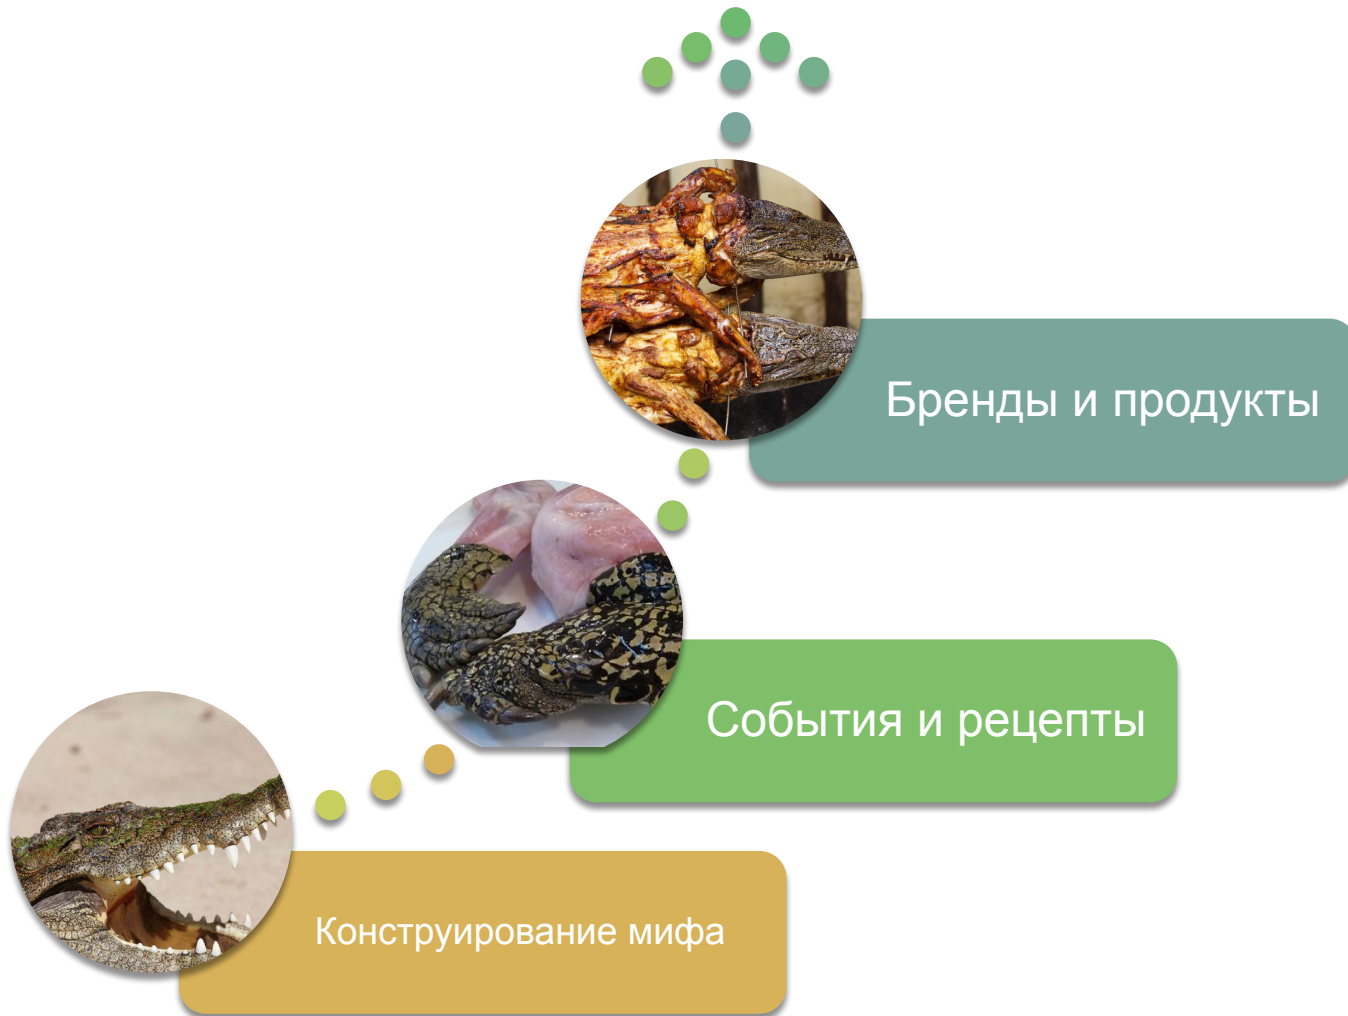 Бренды и продукты
События и рецепты
Конструирование мифа